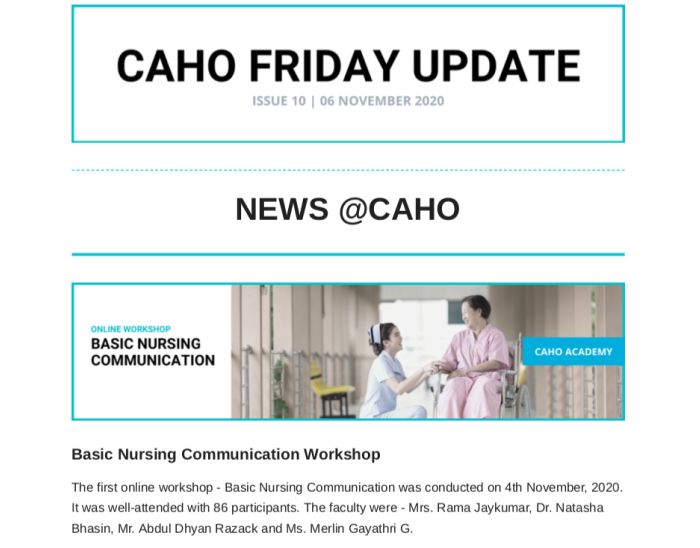 CAHO FRIDAY UPDATE
ISSUE 10 | 06 NOVEMBER 2020
NEWS @CAHO
ONLINE WORKSHOP
BASIC NURSING
COMMUNICATION
CAHO ACADEMY
Basic Nursing Communication Workshop
The first online workshop - Basic Nursing Communication was conducted on 4th November, 2020.
It was well-attended with 86 participants. The faculty were - Mrs. Rama Jaykumar, Dr. Natasha
Bhasin, Mr. Abdul Dhyan Razack and Ms. Merlin Gayathri G.